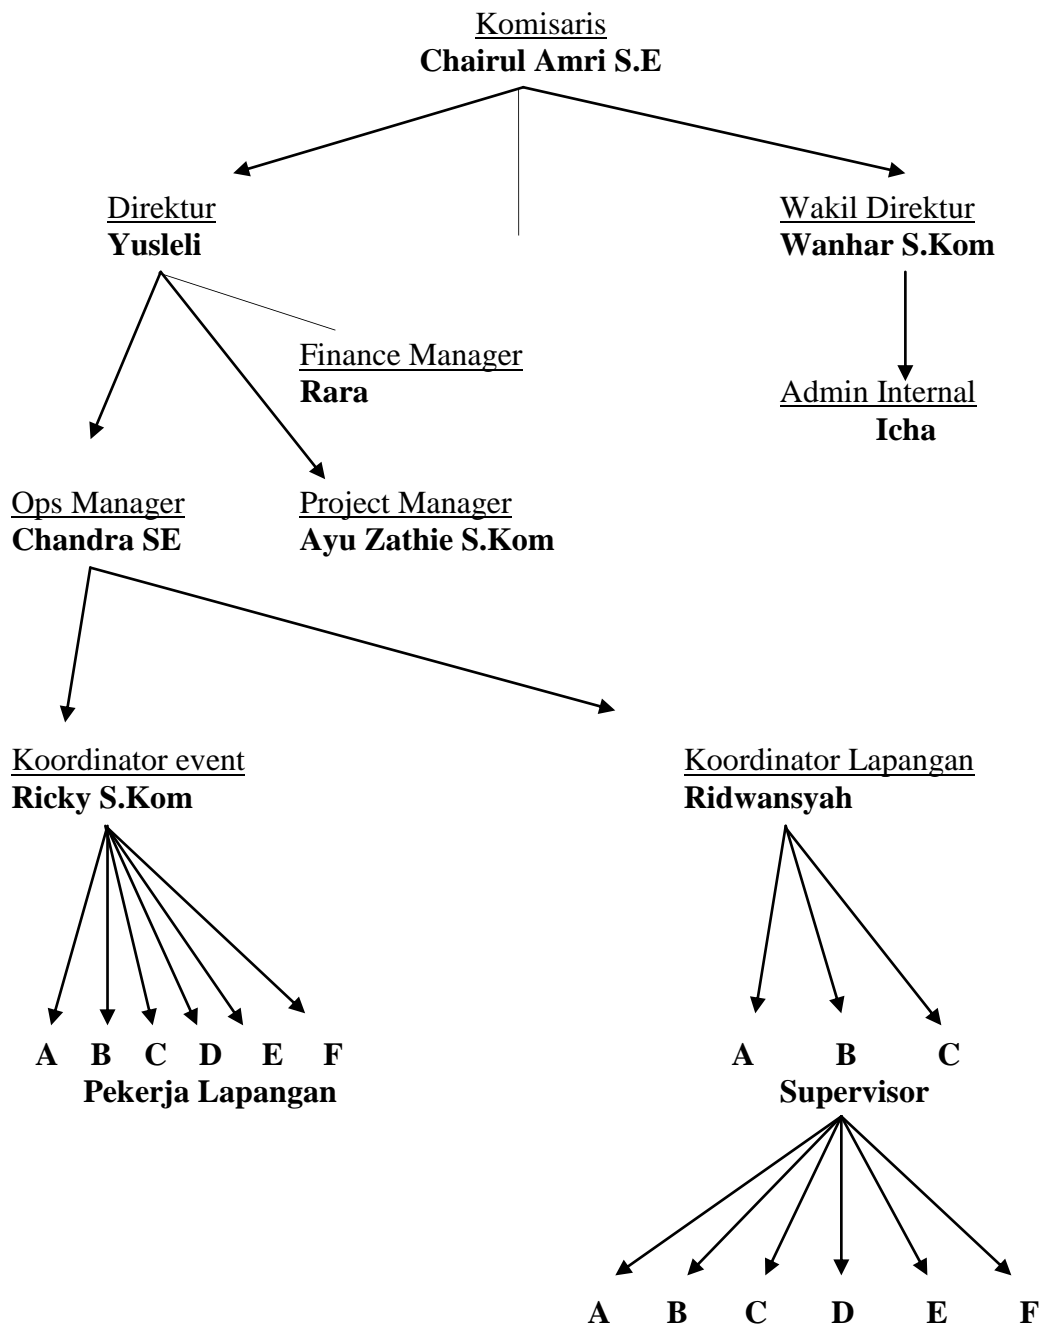 Komisaris
Chairul Amri S.E
Direktur
Yusleli
Wakil Direktur
Wanhar S.Kom
Finance Manager
Rara
Admin Internal
Icha
Ops Manager
Chandra SE
Project Manager
Ayu Zathie S.Kom
Koordinator event
Ricky S.Kom
Koordinator Lapangan
Ridwansyah
A B C D E F
Pekerja Lapangan
A B C
Supervisor
A B C D E F